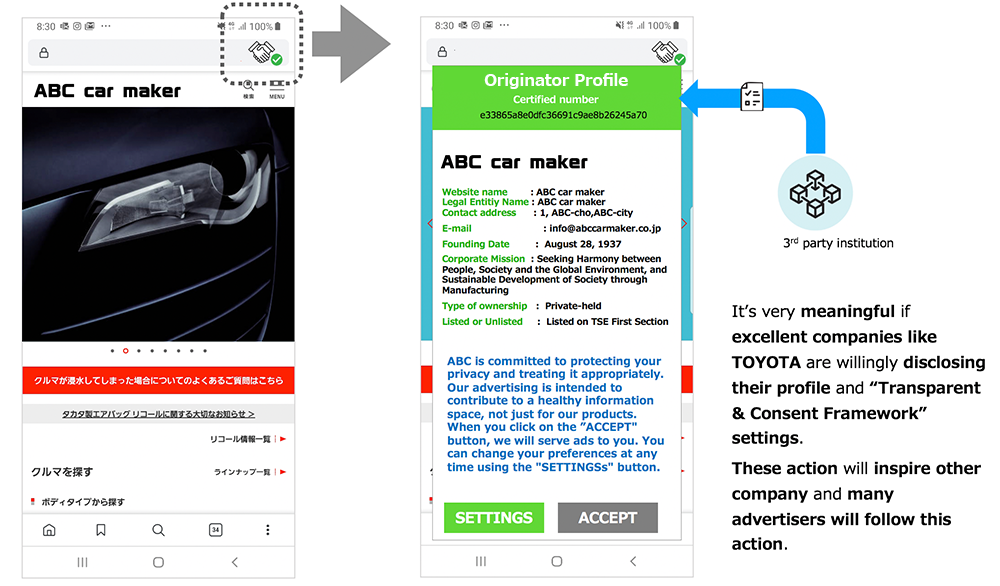 8:30
100%
ABC car maker
検索
MENU
クルマが浸水してしまった場合についてのよくあるご質問はこちら
タカタ製エアバッグ リコールに関する大切なお知らせ >
リコール情報一覧
クルマを探す
ラインナップ一覧
ボディタイプから探す
34
8:30
100%
Originator Profile
Certified number
e33865a8e0dfc36691c9ae8b26245a70
ABC car maker
Website name : ABC car maker
Legal Entitiy Name : ABC car maker
Contact address : 1, ABC-cho,ABC-city
E-mail : info@abccarmaker.co.jp
Founding Date : August 28, 1937
Corporate Mission : Seeking Harmony between
People, Society and the Global Environment, and
Sustainable Development of Society through
Manufacturing
Type of ownership : Private-held
Listed or Unlisted : Listed on TSE First Section
ABC is committed to protecting your
privacy and treating it appropriately.
Our advertising is intended to
contribute to a healthy information
space, not just for our products.
When you click on the ”ACCEPT"
button, we will serve ads to you. You
can change your preferences at any
time using the "SETTINGSs" button.
SETTINGS
ACCEPT
3rd party institution
It’s very meaningful if
excellent companies like
TOYOTA are willingly disclosing
their profile and “Transparent
& Consent Framework”
settings.
These action will inspire other
company and many
advertisers will follow this
action.